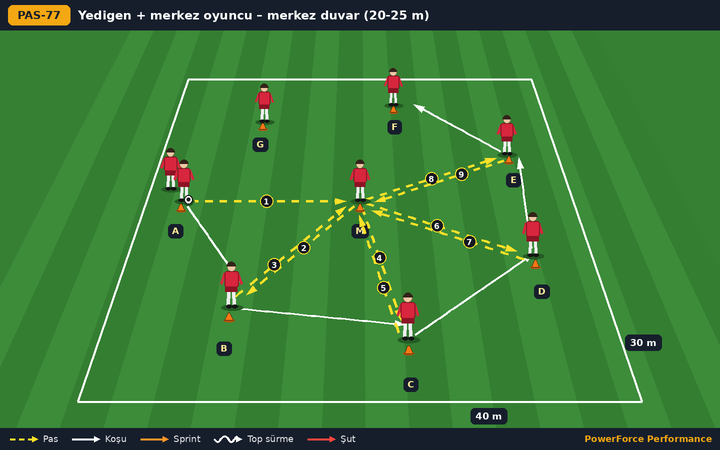 PAS-77 Yedigen + merkez oyuncu – merkez duvar (20-25 m)
F
G
8 9
E
1
A
M
6
2
7
3
4
5
D
30 m
B
C
40 m
Pas Koşu Sprint Top sürme Şut PowerForce Performance